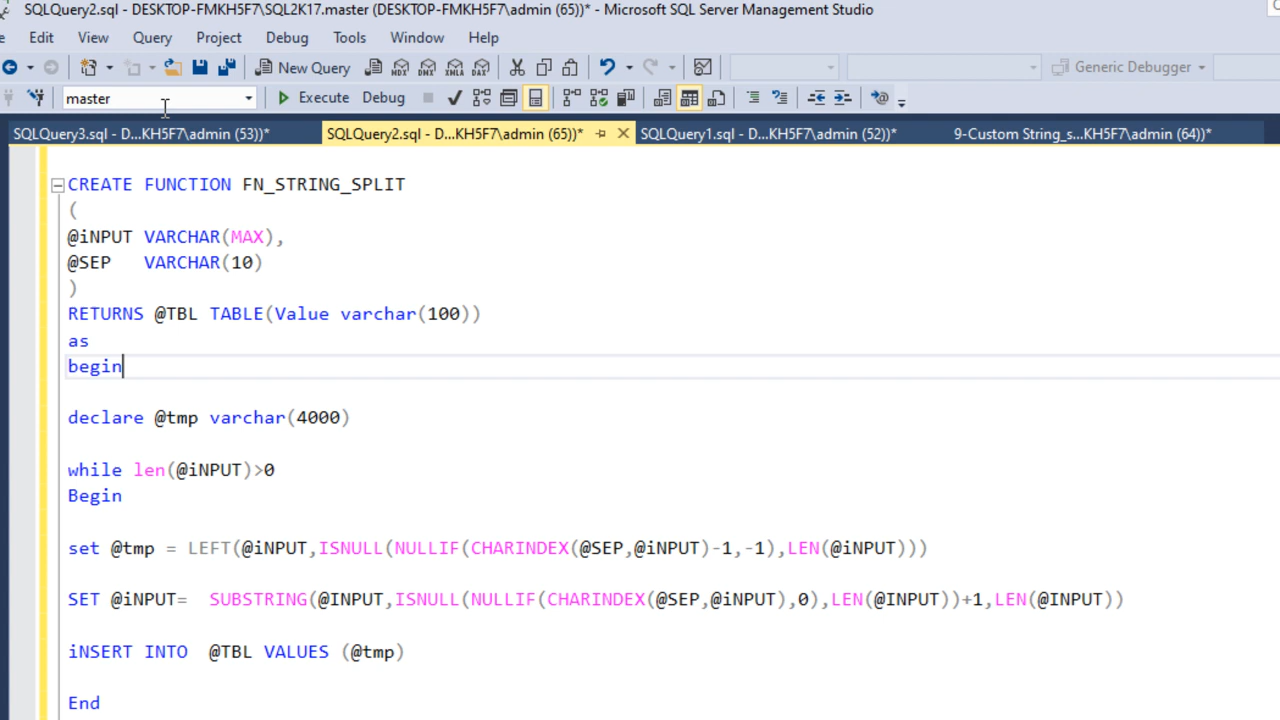 SQLQuery2.sql - DESKTOP-FMKH5F7\SQL2K17.master (DESKTOP-FMKH5F7\admin (65))* - Microsoft SQL Server Management Studio
Edit View Query Project Debug Tools Window Help
New Query MDX DMX XMLA DAX Generic Debugger
master Execute Debug
SQLQuery3.sql - D...KH5F7\admin (53))* SQLQuery2.sql - D...KH5F7\admin (65))* SQLQuery1.sql - D...KH5F7\admin (52))* 9-Custom String_s...KH5F7\admin (64))*
CREATE FUNCTION FN_STRING_SPLIT
(
@iNPUT VARCHAR(MAX),
@SEP VARCHAR(10)
)
RETURNS @TBL TABLE(Value varchar(100))
as
begin
declare @tmp varchar(4000)
while len(@iNPUT)>0
Begin
set @tmp = LEFT(@iNPUT,ISNULL(NULLIF(CHARINDEX(@SEP,@iNPUT)-1,-1),LEN(@iNPUT)))
SET @iNPUT= SUBSTRING(@INPUT,ISNULL(NULLIF(CHARINDEX(@SEP,@iNPUT),0),LEN(@INPUT))+1,LEN(@INPUT))
iNSERT INTO @TBL VALUES (@tmp)
End